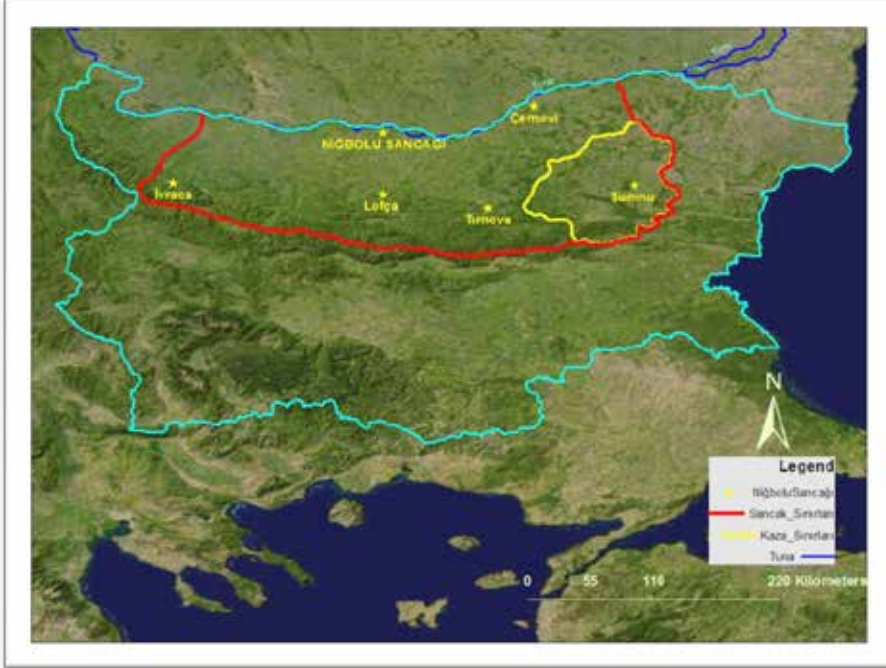 Çernovi
NİĞBOLU SANCAĞI
İvraca
Şumnu
Lofça
Tırnova
N
Legend
NiğboluSancağı
Sancak_Sınırları
Kaza_Sınırları
Tuna
0 55 110 220 Kilometers